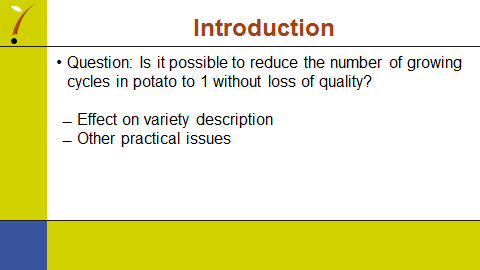 Introduction
• Question: Is it possible to reduce the number of growing
cycles in potato to 1 without loss of quality?
– Effect on variety description
– Other practical issues